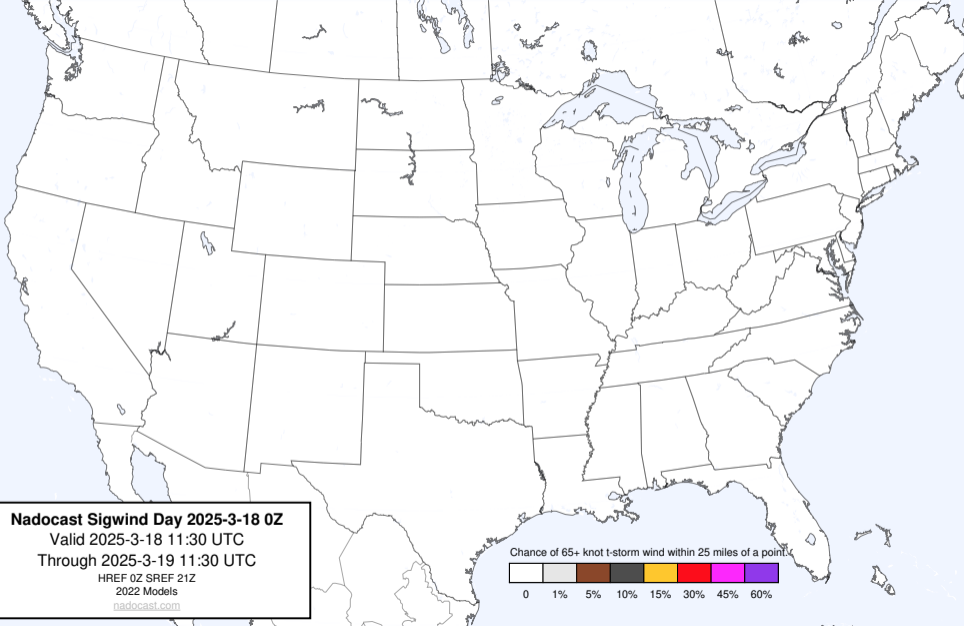 Nadocast Sigwind Day 2025-3-18 0Z
Valid 2025-3-18 11:30 UTC
Through 2025-3-19 11:30 UTC
HREF 0Z SREF 21Z
2022 Models
nadocast.com
Chance of 65+ knot t-storm wind within 25 miles of a point.
0 1% 5% 10% 15% 30% 45% 60%